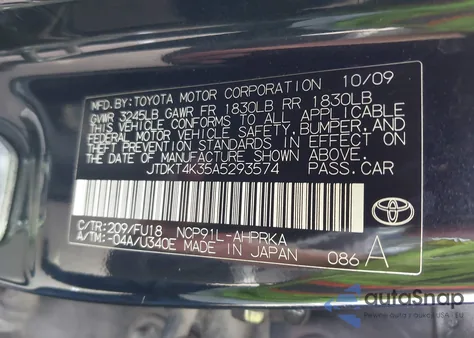 MFD.BY:TOYOTA MOTOR CORPORATION 10/09
GVWR 3245LB GAWR FR 1830LB RR 1830LB
THIS VEHICLE CONFORMS TO ALL APPLICABLE
FEDERAL MOTOR VEHICLE SAFETY, BUMPER, AND
THEFT PREVENTION STANDARDS IN EFFECT ON
THE DATE OF MANUFACTURE SHOWN ABOVE.
JTDKT4K35A5293574 PASS.CAR
C/TR:209/FU18 NCP91L-AHPRKA
A/TM:-04A/U340E MADE IN JAPAN
086 A
autoSnap